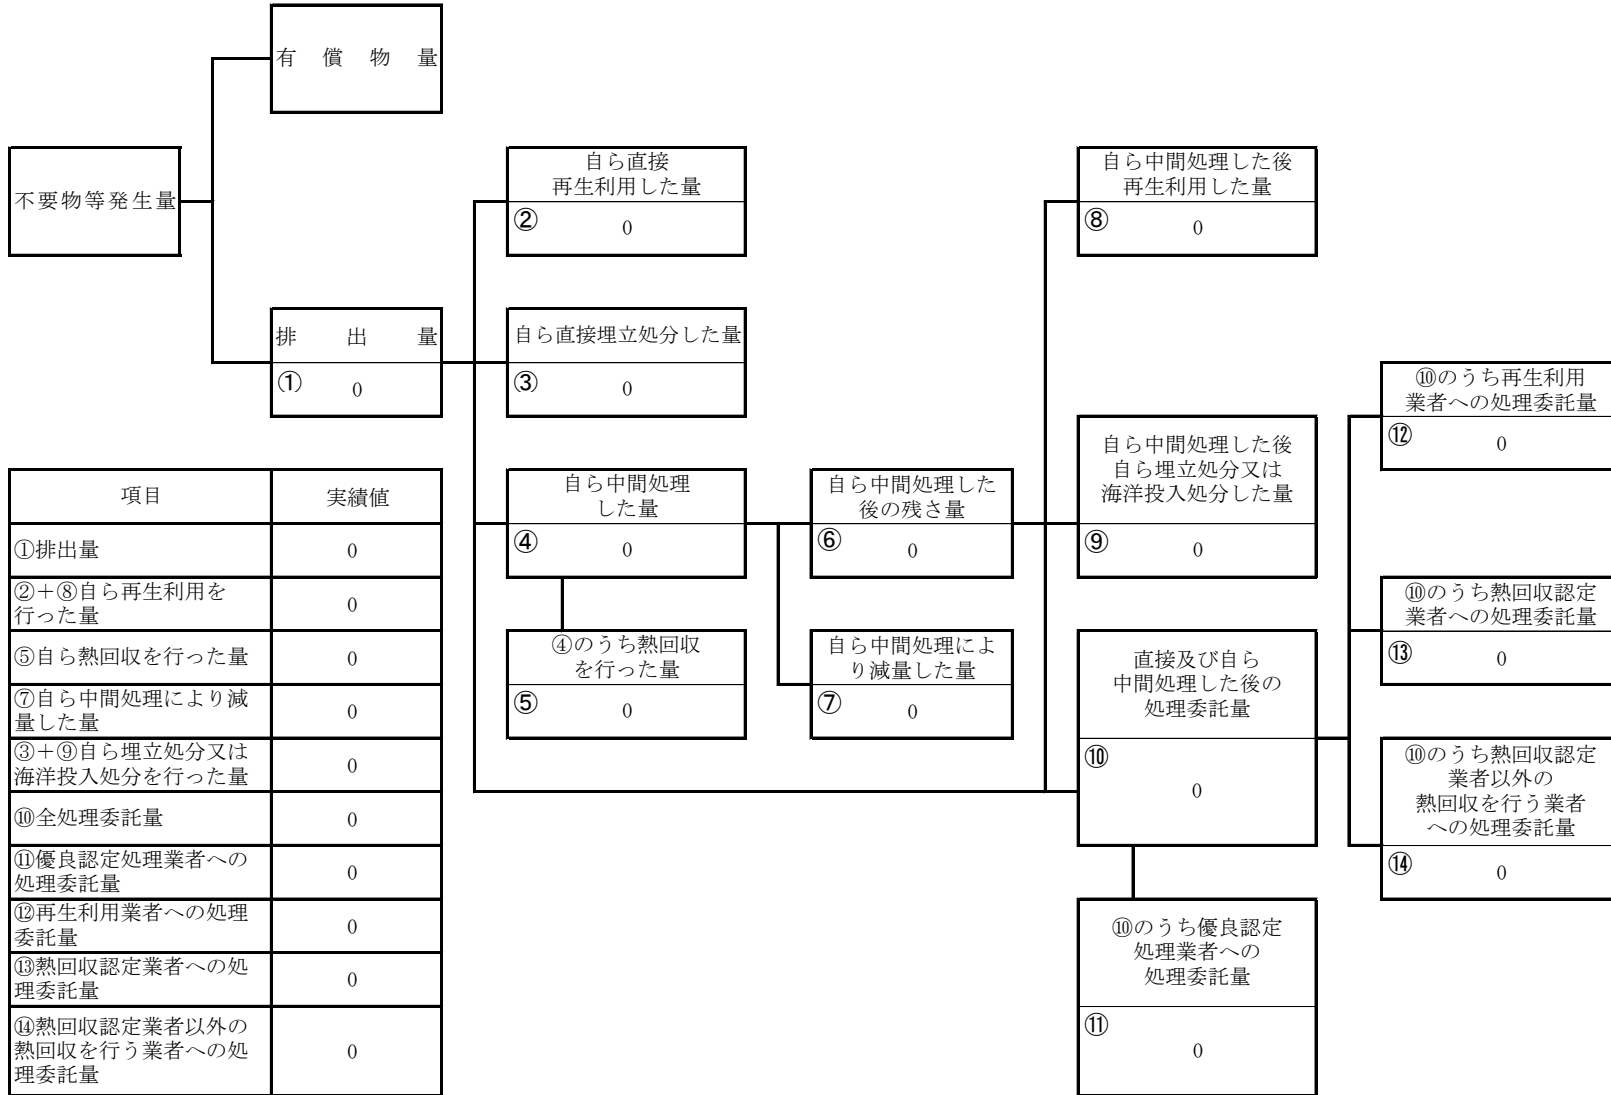 有償物量
不要物等発生量
排出量
① 0
自ら直接
再生利用した量
② 0
自ら直接埋立処分した量
③ 0
自ら中間処理
した量
④ 0
④のうち熱回収
を行った量
⑤ 0
自ら中間処理した
後の残さ量
⑥ 0
自ら中間処理によ
り減量した量
⑦ 0
自ら中間処理した後
再生利用した量
⑧ 0
自ら中間処理した後
自ら埋立処分又は
海洋投入処分した量
⑨ 0
直接及び自ら
中間処理した後の
処理委託量
⑩ 0
⑩のうち優良認定
処理業者への
処理委託量
⑪ 0
⑩のうち再生利用
業者への処理委託量
⑫ 0
⑩のうち熱回収認定
業者への処理委託量
⑬ 0
⑩のうち熱回収認定
業者以外の
熱回収を行う業者
への処理委託量
⑭ 0
項目 実績値
①排出量 0
②＋⑧自ら再生利用を
行った量 0
⑤自ら熱回収を行った量 0
⑦自ら中間処理により減
量した量 0
③＋⑨自ら埋立処分又は
海洋投入処分を行った量 0
⑩全処理委託量 0
⑪優良認定処理業者への
処理委託量 0
⑫再生利用業者への処理
委託量 0
⑬熱回収認定業者への処
理委託量 0
⑭熱回収認定業者以外の
熱回収を行う業者への処 0
理委託量